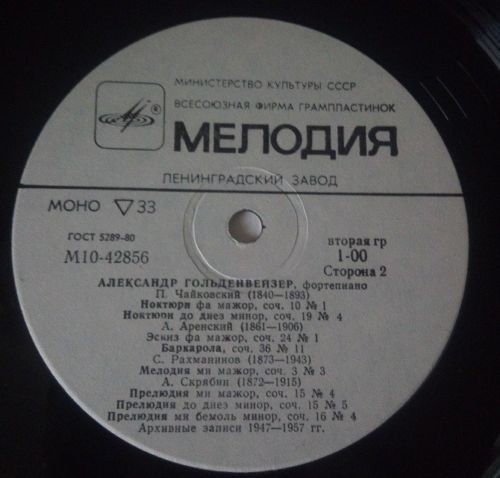 МИНИСТЕРСТВО КУЛЬТУРЫ СССР
ВСЕСОЮЗНАЯ ФИРМА ГРАМПЛАСТИНОК
®
МЕЛОДИЯ
ЛЕНИНГРАДСКИЙ ЗАВОД
МОНО ▽ 33
ГОСТ 5289-80
М10-42856
вторая гр
1-00
Сторона 2
АЛЕКСАНДР ГОЛЬДЕНВЕЙЗЕР, фортепиано
П. Чайковский (1840—1893)
Ноктюрн фа мажор, соч. 10 № 1
Ноктюрн до диез минор, соч. 19 № 4
А. Аренский (1861—1906)
Эскиз фа мажор, соч. 24 № 1
Баркарола, соч. 36 № 11
С. Рахманинов (1873—1943)
Мелодия ми мажор, соч. 3 № 3
А. Скрябин (1872—1915)
Прелюдия ми мажор, соч. 15 № 4
Прелюдия до диез минор, соч. 15 № 5
Прелюдия ми бемоль минор, соч. 16 № 4
Архивные записи 1947—1957 гг.